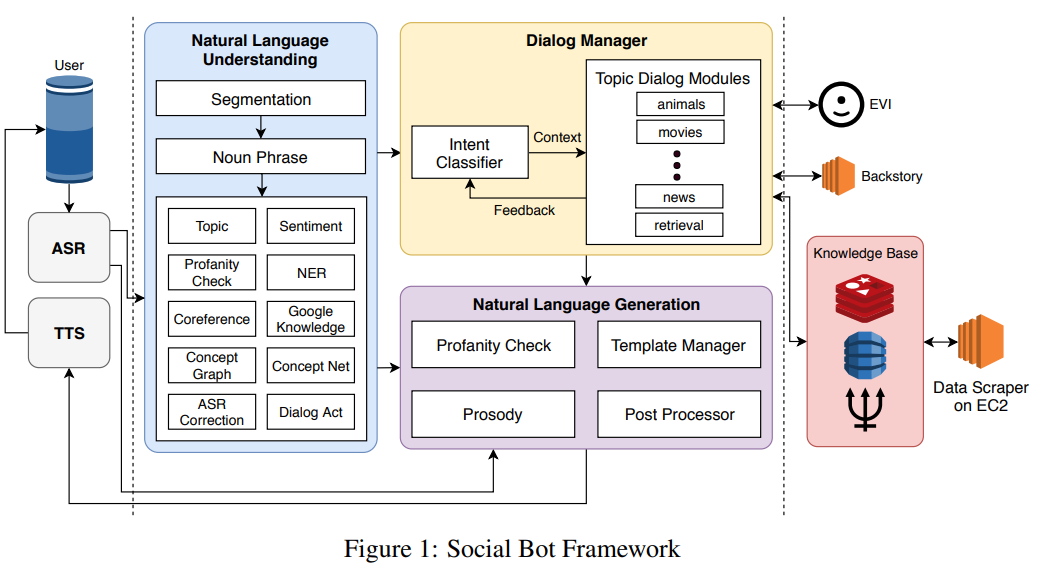 User
ASR
TTS
Natural Language
Understanding
Segmentation
Noun Phrase
Topic
Sentiment
Profanity
Check
NER
Coreference
Google
Knowledge
Concept
Graph
Concept Net
ASR
Correction
Dialog Act
Dialog Manager
Intent
Classifier
Context
Feedback
Topic Dialog Modules
animals
movies
news
retrieval
Natural Language Generation
Profanity Check
Template Manager
Prosody
Post Processor
EVI
Backstory
Knowledge Base
Data Scraper
on EC2
Figure 1: Social Bot Framework